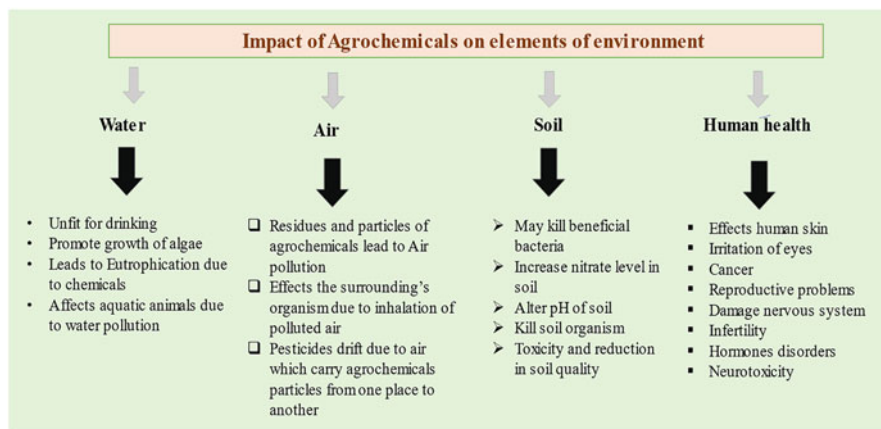 Impact of Agrochemicals on elements of environment
Water
Air
Soil
Human health
• Unfit for drinking
• Promote growth of algae
• Leads to Eutrophication due to
chemicals
• Affects aquatic animals due
to water pollution
❑ Residues and particles of
agrochemicals lead to Air
pollution
❑ Effects the surrounding's
organism due to inhalation of
polluted air
❑ Pesticides drift due to air
which carry agrochemicals
particles from one place to
another
➢ May kill beneficial
bacteria
➢ Increase nitrate level in
soil
➢ Alter pH of soil
➢ Kill soil organism
➢ Toxicity and reduction
in soil quality
▪ Effects human skin
▪ Irritation of eyes
▪ Cancer
▪ Reproductive problems
▪ Damage nervous system
▪ Infertility
▪ Hormones disorders
▪ Neurotoxicity